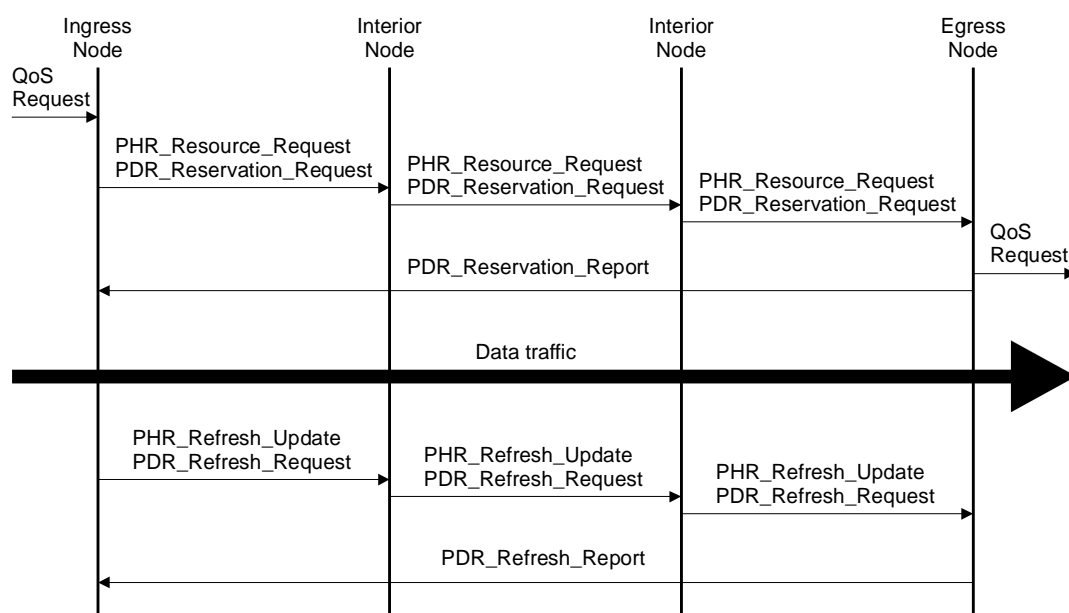 Ingress
Node
Interior
Node
Interior
Node
Egress
Node
QoS
Request
PHR_Resource_Request
PDR_Reservation_Request
PHR_Resource_Request
PDR_Reservation_Request
PHR_Resource_Request
PDR_Reservation_Request
QoS
Request
PDR_Reservation_Report
Data traffic
PHR_Refresh_Update
PDR_Refresh_Request
PHR_Refresh_Update
PDR_Refresh_Request
PHR_Refresh_Update
PDR_Refresh_Request
PDR_Refresh_Report